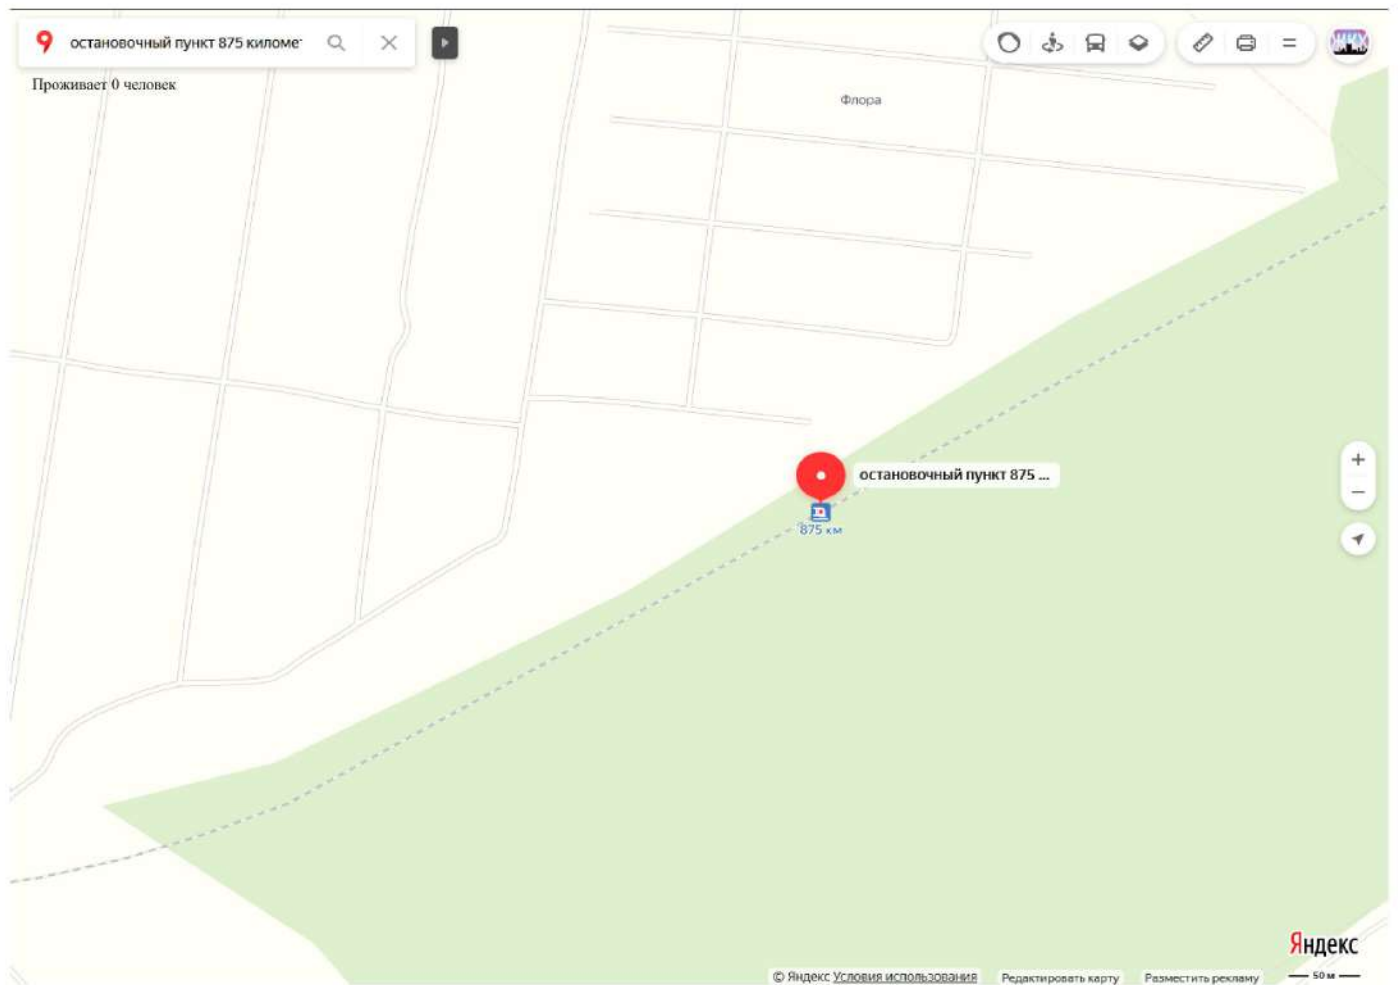 остановочный пункт 875 киломе
Проживает 0 человек
Флора
остановочный пункт 875 ...
875 км
Яндекс
© Яндекс Условия использования Редактировать карту Разместить рекламу 50 м